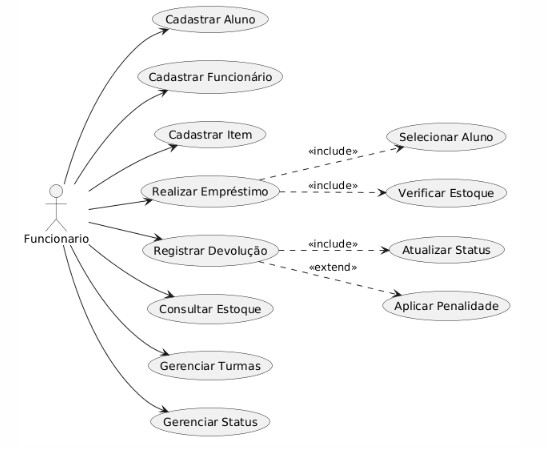 Cadastrar Aluno
Cadastrar Funcionário
Cadastrar Item
Selecionar Aluno
«include»
Realizar Empréstimo
«include»
Verificar Estoque
Funcionario
Registrar Devolução
«include»
Atualizar Status
«extend»
Aplicar Penalidade
Consultar Estoque
Gerenciar Turmas
Gerenciar Status